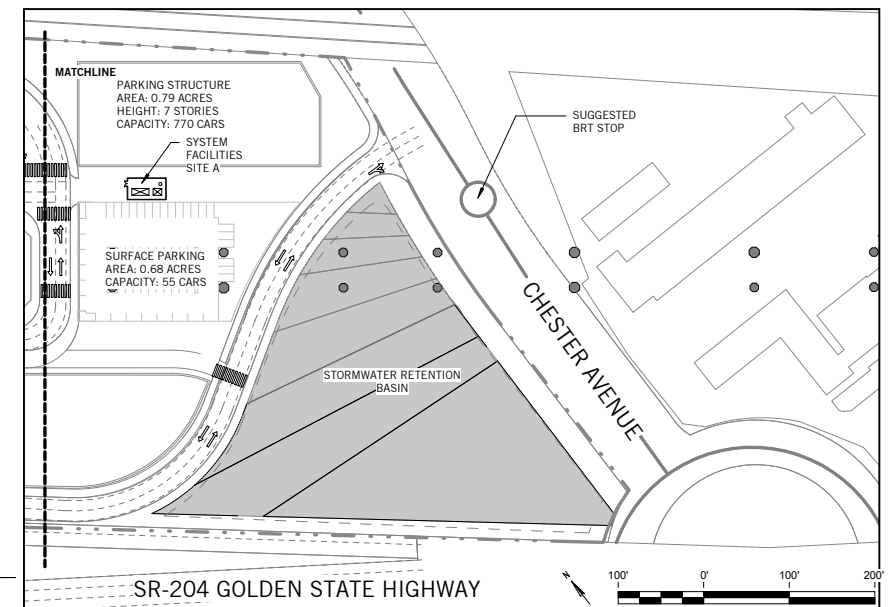 MATCHLINE
PARKING STRUCTURE
AREA: 0.79 ACRES
HEIGHT: 7 STORIES
CAPACITY: 770 CARS
SYSTEM
FACILITIES
SITE A
SUGGESTED
BRT STOP
SURFACE PARKING
AREA: 0.68 ACRES
CAPACITY: 55 CARS
CHESTER AVENUE
STORMWATER RETENTION
BASIN
SR-204 GOLDEN STATE HIGHWAY
N
100' 0' 100' 200'